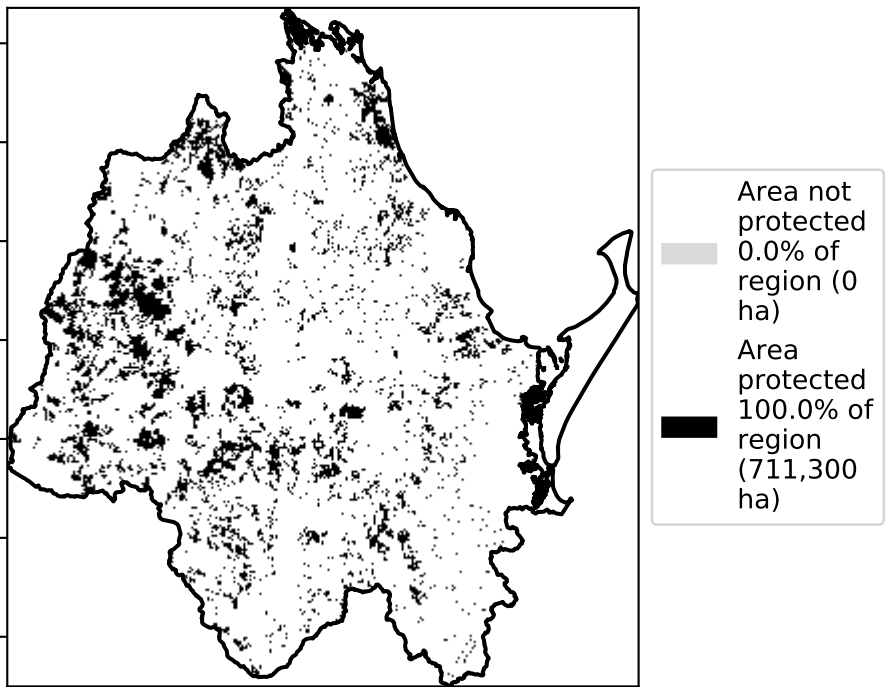 Area not
protected
0.0% of
region (0
ha)
Area
protected
100.0% of
region
(711,300
ha)